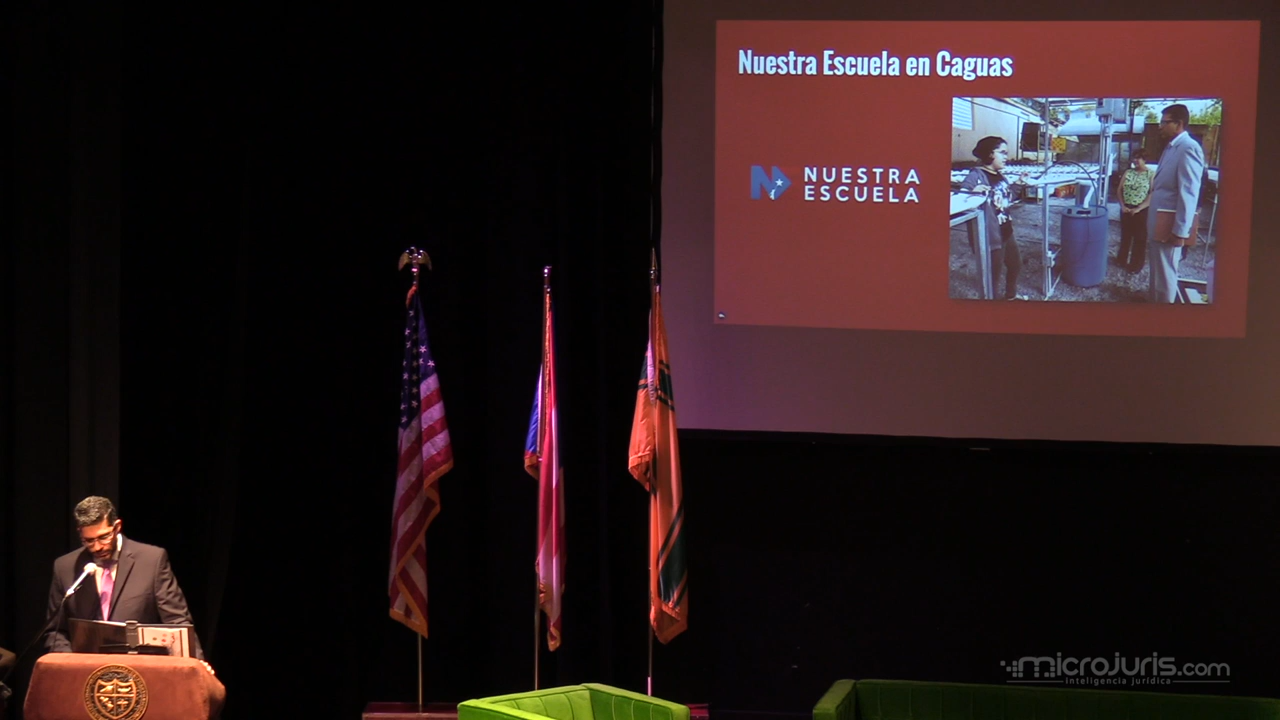 Nuestra Escuela en Caguas
NUESTRA
ESCUELA
microjuris.com
inteligencia jurídica